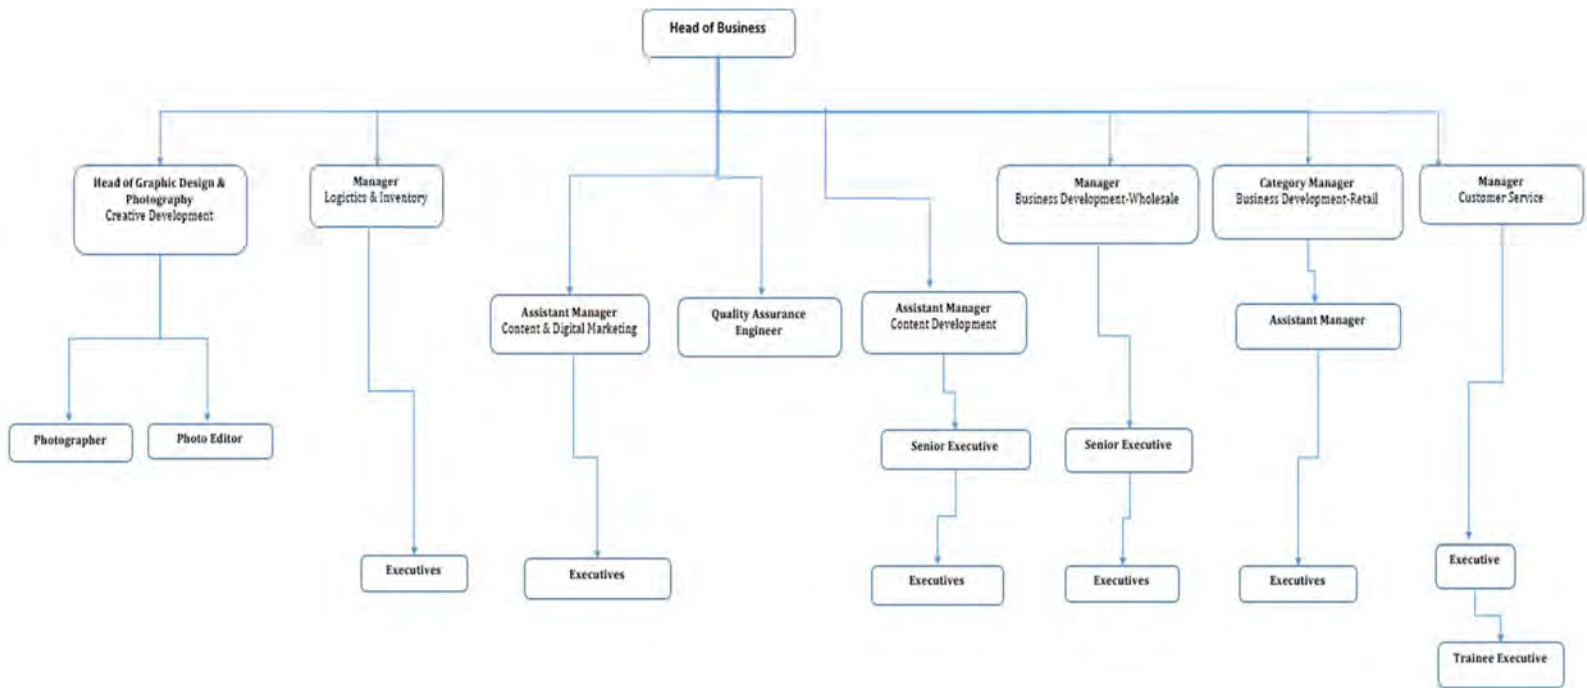 Head of Business
Head of Graphic Design &
Photography
Creative Development
Manager
Logictics & Inventory
Manager
Business Development-Wholesale
Category Manager
Business Development-Retail
Manager
Customer Service
Assistant Manager
Content & Digital Marketing
Quality Assurance
Engineer
Assistant Manager
Content Development
Assistant Manager
Photographer
Photo Editor
Senior Executive
Senior Executive
Executives
Executives
Executives
Executives
Executives
Executive
Trainee Executive